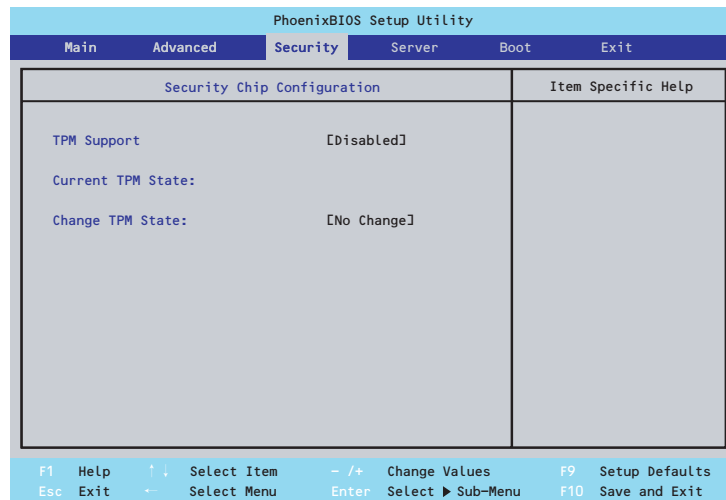 PhoenixBIOS Setup Utility
Main Advanced Security Server Boot Exit
Security Chip Configuration
Item Specific Help
TPM Support [Disabled]
Current TPM State:
Change TPM State: [No Change]
F1 Help ↑↓ Select Item - /+ Change Values F9 Setup Defaults
Esc Exit ← Select Menu Enter Select ▶ Sub-Menu F10 Save and Exit